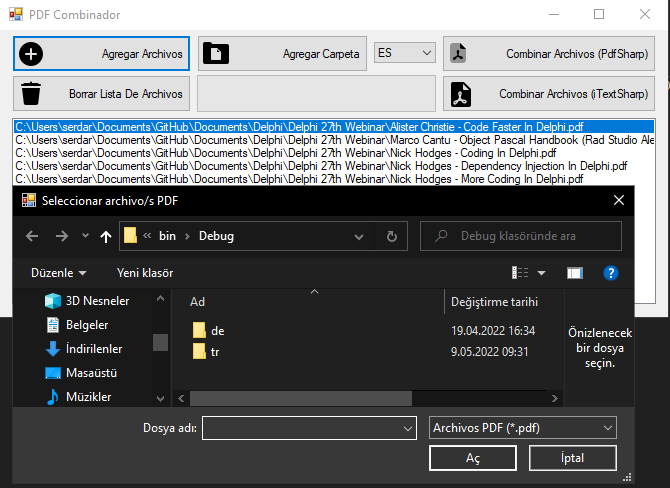 PDF Combinador
Agregar Archivos
Agregar Carpeta
ES
Combinar Archivos (PdfSharp)
Borrar Lista De Archivos
Combinar Archivos (iTextSharp)
C:\Users\serdar\Documents\GitHub\Documents\Delphi\Delphi 27th Webinar\Alister Christie - Code Faster In Delphi.pdf
C:\Users\serdar\Documents\GitHub\Documents\Delphi\Delphi 27th Webinar\Marco Cantu - Object Pascal Handbook (Rad Studio Ale
C:\Users\serdar\Documents\GitHub\Documents\Delphi\Delphi 27th Webinar\Nick Hodges - Coding In Delphi.pdf
C:\Users\serdar\Documents\GitHub\Documents\Delphi\Delphi 27th Webinar\Nick Hodges - Dependency Injection In Delphi.pdf
C:\Users\serdar\Documents\GitHub\Documents\Delphi\Delphi 27th Webinar\Nick Hodges - More Coding In Delphi.pdf
Seleccionar archivo/s PDF
« bin > Debug
Debug klasöründe ara
Düzenle
Yeni klasör
3D Nesneler
Belgeler
İndirilenler
Masaüstü
Müzikler
Ad
Değiştirme tarihi
de
19.04.2022 16:34
tr
9.05.2022 09:31
Önizlenecek
bir dosya
seçin.
Dosya adı:
Archivos PDF (*.pdf)
Aç
İptal